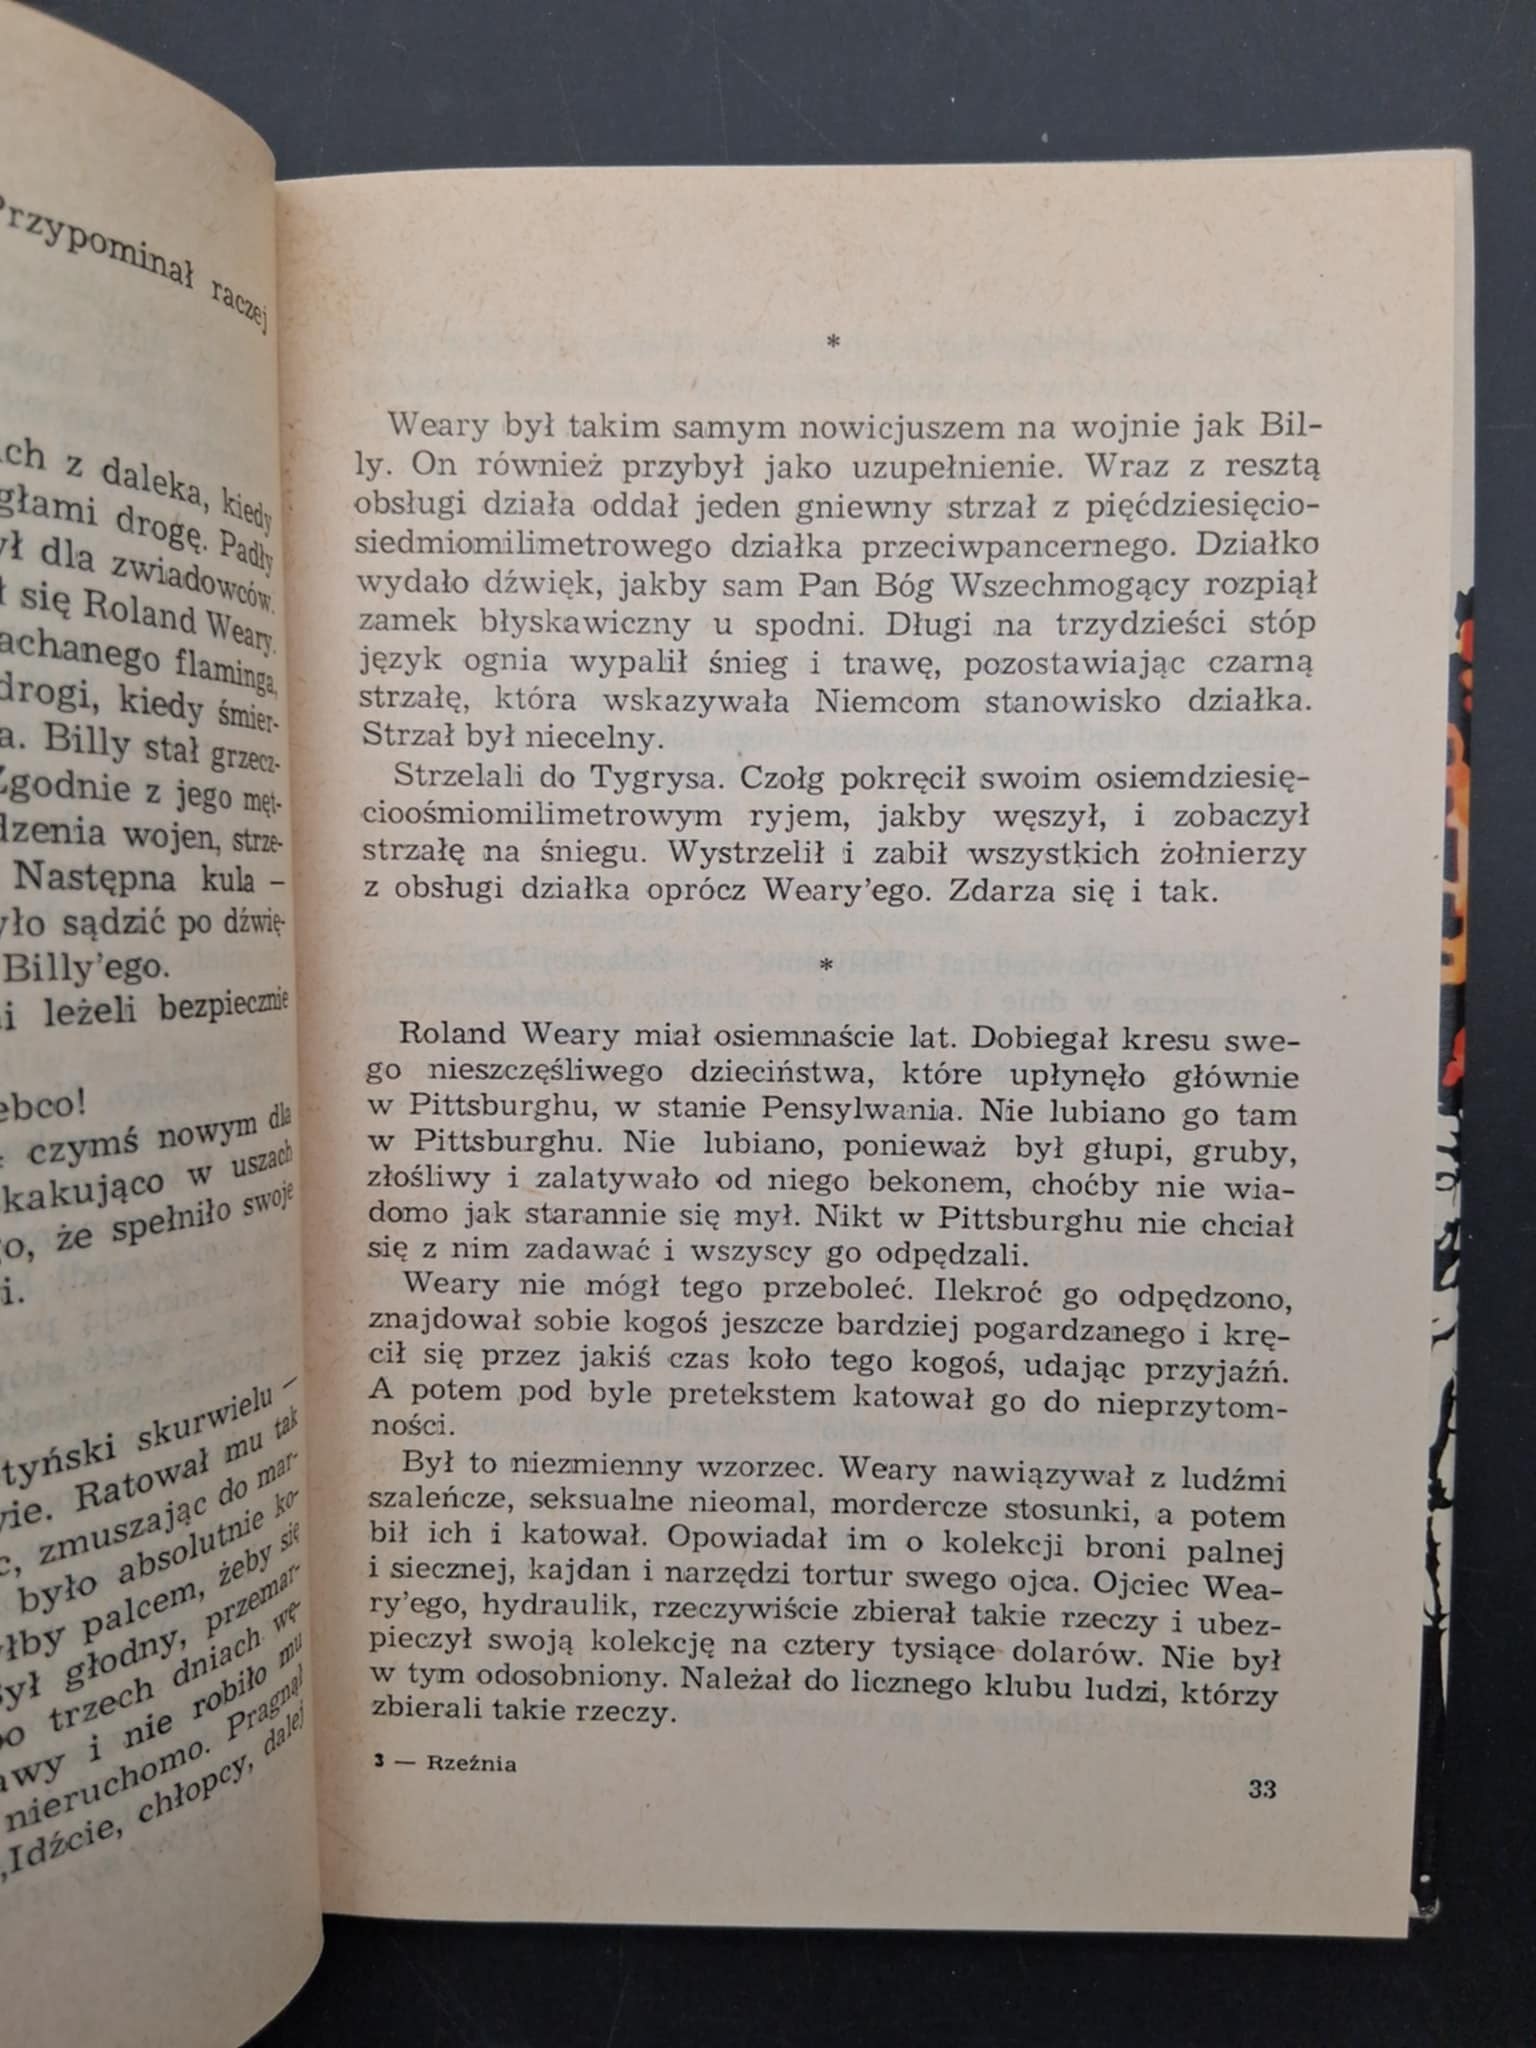 Przypominał raczej
z daleka, kiedy
drogę. Padły
dla zwiadowców.
się Roland Weary.
flaminga,
drogi, kiedy śmier-
a. Billy stał grzecz-
Zgodnie z jego męt-
wojen, strze-
Następna kula –
sądzić po dźwię-
Billy'ego.
leżeli bezpiecznie
czymś nowym dla
w uszach
że spełniło swoje
i.
skurwielu –
Ratował mu tak
zmuszając do mar-
było absolutnie ko-
palcem, żeby się
głodny, przemar-
trzech dniach wę-
i nie robiło mu
nieruchomo. Pragnął
„Idźcie, chłopcy, dalej
*
Weary był takim samym nowicjuszem na wojnie jak Bil-
ly. On również przybył jako uzupełnienie. Wraz z resztą
obsługi działa oddał jeden gniewny strzał z pięćdziesięcio-
siedmiomilimetrowego działka przeciwpancernego. Działko
wydało dźwięk, jakby sam Pan Bóg Wszechmogący rozpiął
zamek błyskawiczny u spodni. Długi na trzydzieści stóp
język ognia wypalił śnieg i trawę, pozostawiając czarną
strzałę, która wskazywała Niemcom stanowisko działka.
Strzał był niecelny.
Strzelali do Tygrysa. Czołg pokręcił swoim osiemdziesię-
cioośmiomilimetrowym ryjem, jakby węszył, i zobaczył
strzałę na śniegu. Wystrzelił i zabił wszystkich żołnierzy
z obsługi działka oprócz Weary'ego. Zdarza się i tak.
*
Roland Weary miał osiemnaście lat. Dobiegał kresu swe-
go nieszczęśliwego dzieciństwa, które upłynęło głównie
w Pittsburghu, w stanie Pensylwania. Nie lubiano go tam
w Pittsburghu. Nie lubiano, ponieważ był głupi, gruby,
złośliwy i zalatywało od niego bekonem, choćby nie wia-
domo jak starannie się mył. Nikt w Pittsburghu nie chciał
się z nim zadawać i wszyscy go odpędzali.
Weary nie mógł tego przeboleć. Ilekroć go odpędzono,
znajdował sobie kogoś jeszcze bardziej pogardzanego i krę-
cił się przez jakiś czas koło tego kogoś, udając przyjaźń.
A potem pod byle pretekstem katował go do nieprzytom-
ności.
Był to niezmienny wzorzec. Weary nawiązywał z ludźmi
szaleńcze, seksualne nieomal, mordercze stosunki, a potem
bił ich i katował. Opowiadał im o kolekcji broni palnej
i siecznej, kajdan i narzędzi tortur swego ojca. Ojciec Wea-
ry'ego, hydraulik, rzeczywiście zbierał takie rzeczy i ubez-
pieczył swoją kolekcję na cztery tysiące dolarów. Nie był
w tym odosobniony. Należał do licznego klubu ludzi, którzy
zbierali takie rzeczy.
3 — Rzeźnia
33